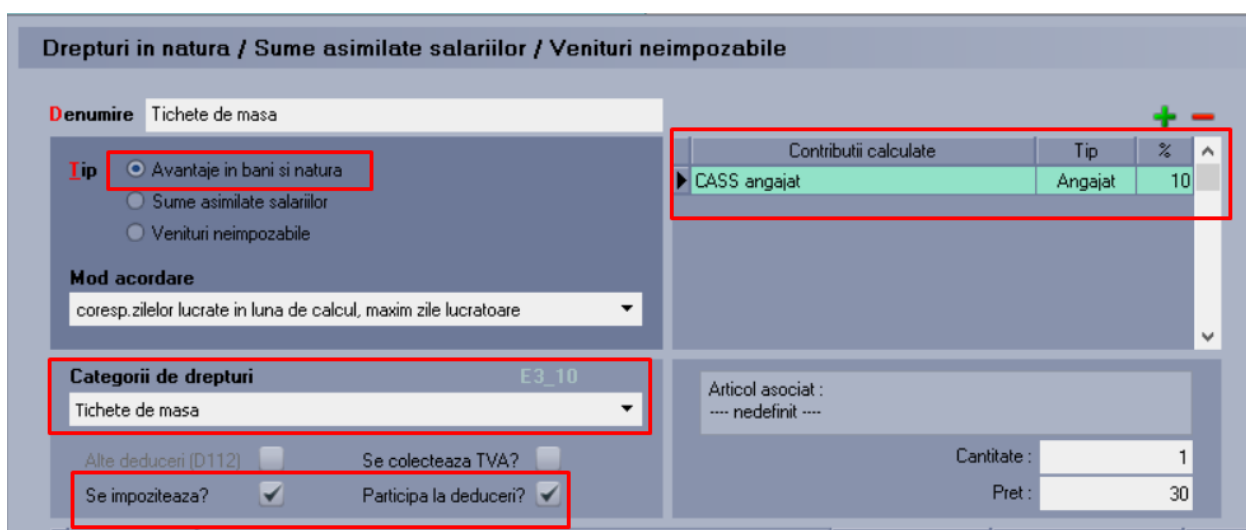 Drepturi in natura / Sume asimilate salariilor / Venituri neimpozabile
Denumire Tichete de masa
Tip Avantaje in bani si natura
Sume asimilate salariilor
Venituri neimpozabile
Mod acordare
coresp.zilelor lucrate in luna de calcul, maxim zile lucratoare
Contributii calculate Tip %
CASS angajat Angajat 10
Categorii de drepturi E3_10
Tichete de masa
Alte deduceri (D112) Se colecteaza TVA?
Se impoziteaza? Participa la deduceri?
Articol asociat :
---- nedefinit ----
Cantitate : 1
Pret : 30